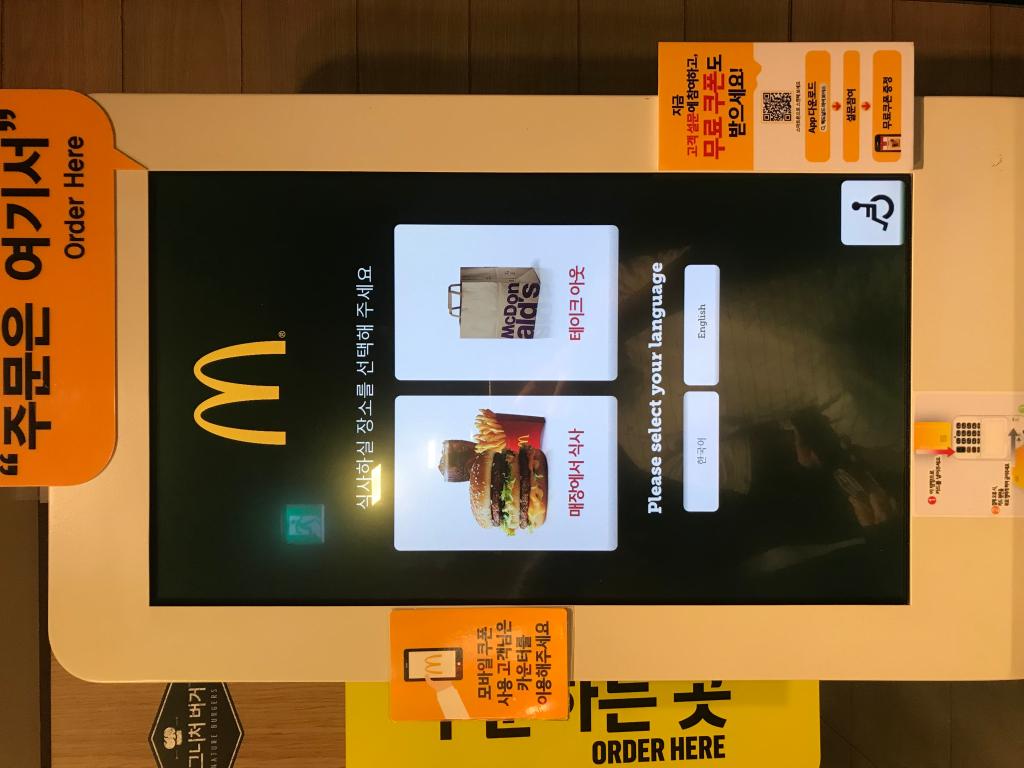 “주문은 여기서”
Order Here
식사하실 장소를 선택해 주세요
McDon
ald's
매장에서 식사
테이크 아웃
Please select your language
한국어
English
지금
고객 설문에 참여하고,
무료 쿠폰도
받으세요!
App 다운로드
설문참여
무료쿠폰 증정
모바일 쿠폰
사용 고객님은
카운터를
이용해주세요
그니처 버거
NATURE BURGERS
하는 곳
ORDER HERE